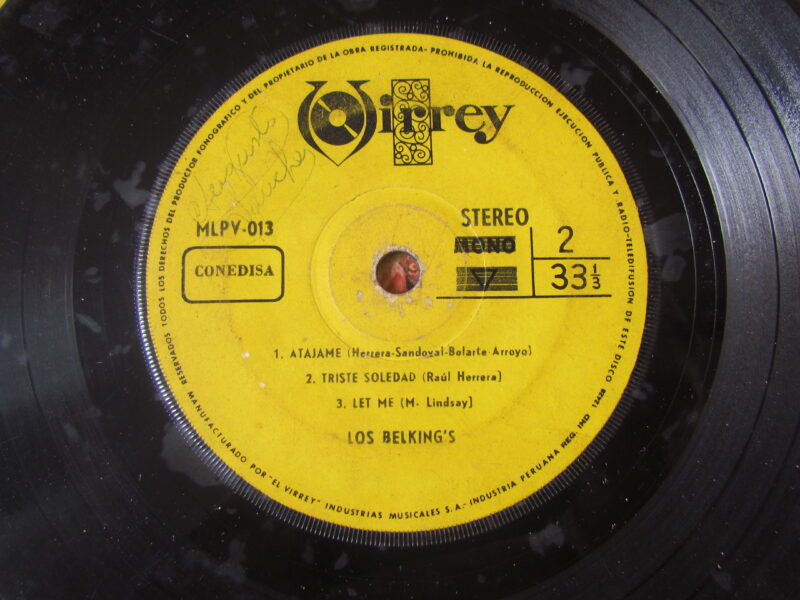 RESERVADOS TODOS LOS DERECHOS DEL PRODUCTOR FONOGRAFICO Y DEL PROPIETARIO DE LA OBRA REGISTRADA- PROHIBIDA LA REPRODUCCION EJECUCION PUBLICA Y RADIO-TELEDIFUSION DE ESTE DISCO
Virrey
MLPV-013
CONEDISA
STEREO
MONO
2
33 1/3
1. ATAJAME (Herrera-Sandoval-Bolarte-Arroyo)
2. TRISTE SOLEDAD (Raúl Herrera)
3. LET ME (M. Lindsay)
LOS BELKING'S
MANUFACTURADO POR "EL VIRREY" INDUSTRIAS MUSICALES S.A.- INDUSTRIA PERUANA REG. IND 12428